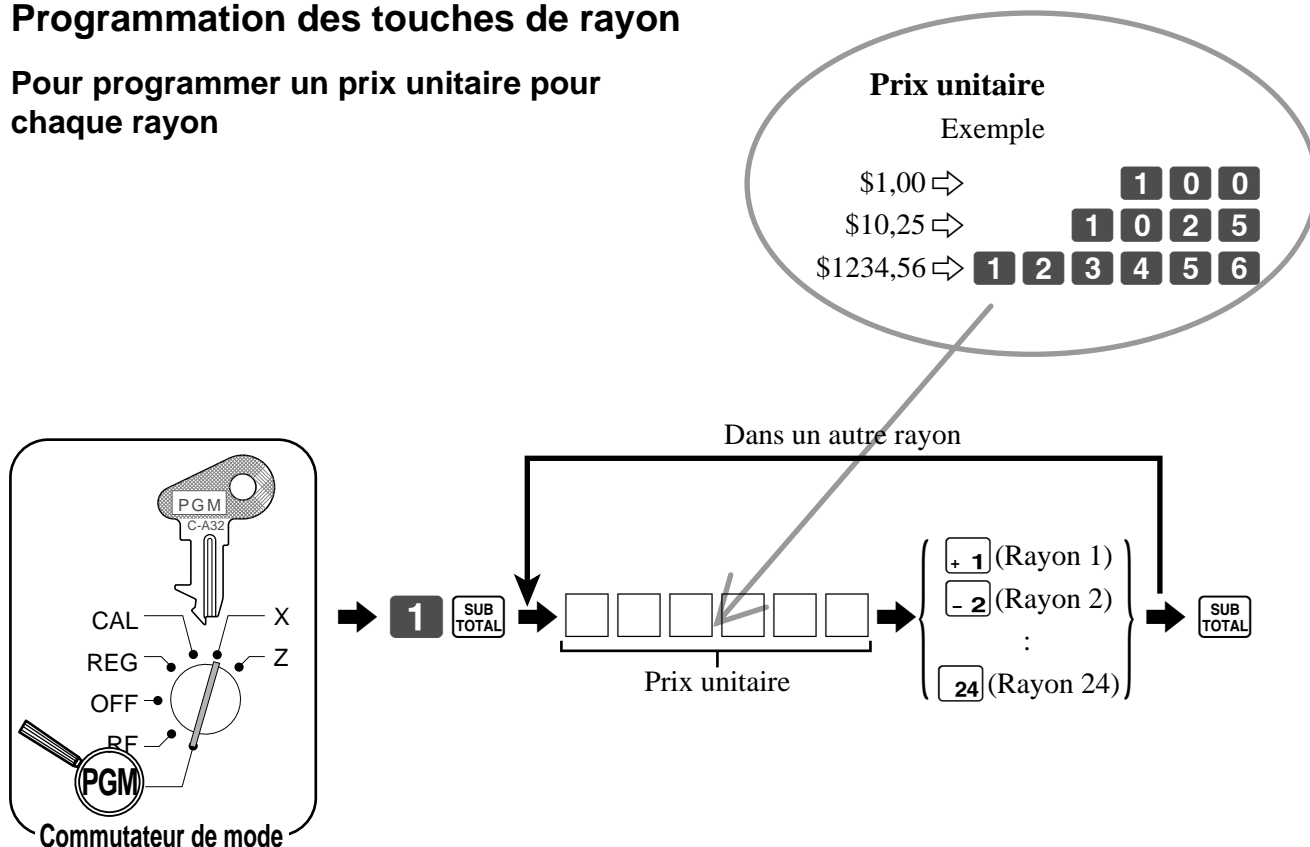 Programmation des touches de rayon
Pour programmer un prix unitaire pour
chaque rayon
Prix unitaire
Exemple
$1,00 ⇨ 1 0 0
$10,25 ⇨ 1 0 2 5
$1234,56 ⇨ 1 2 3 4 5 6
Dans un autre rayon
PGM
C-A32
CAL
X
REG
Z
OFF
RF
PGM
Commutateur de mode
1
SUB
TOTAL
Prix unitaire
+ 1 (Rayon 1)
- 2 (Rayon 2)
:
24 (Rayon 24)
SUB
TOTAL